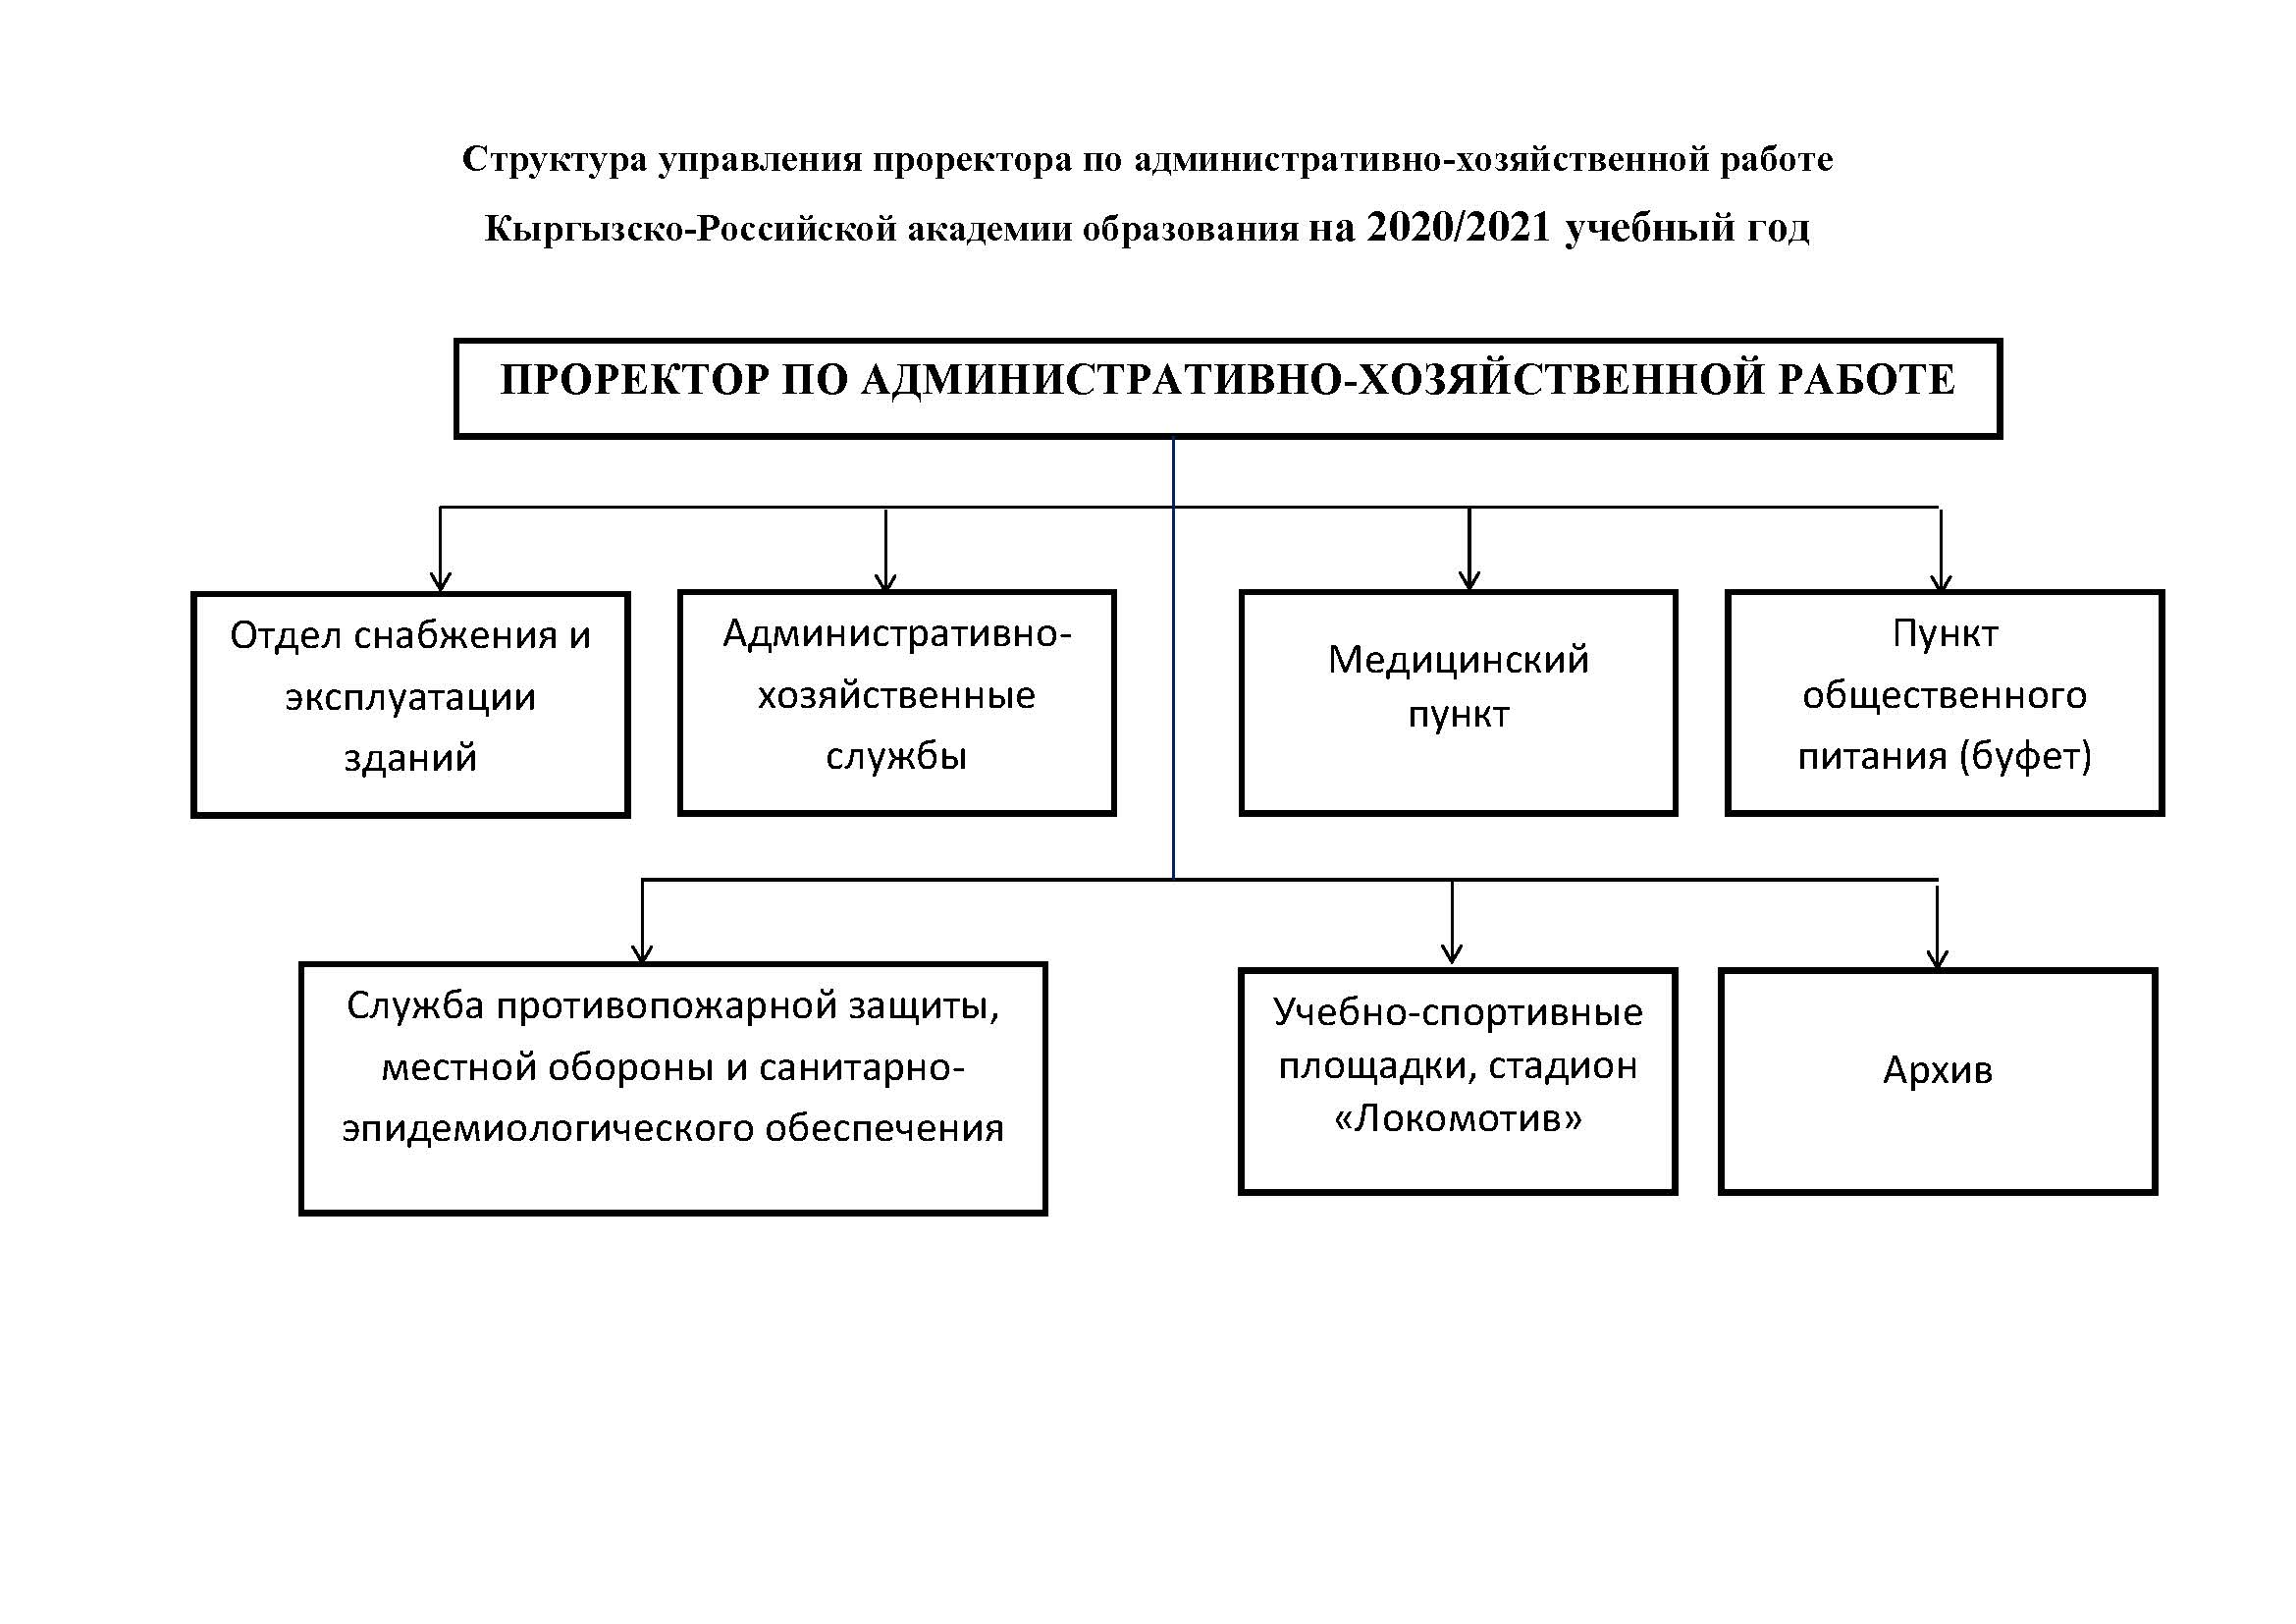 Структура управления проректора по административно-хозяйственной работе
Кыргызско-Российской академии образования на 2020/2021 учебный год
ПРОРЕКТОР ПО АДМИНИСТРАТИВНО-ХОЗЯЙСТВЕННОЙ РАБОТЕ
Отдел снабжения и
эксплуатации
зданий
Административно-
хозяйственные
службы
Медицинский
пункт
Пункт
общественного
питания (буфет)
Служба противопожарной защиты,
местной обороны и санитарно-
эпидемиологического обеспечения
Учебно-спортивные
площадки, стадион
«Локомотив»
Архив